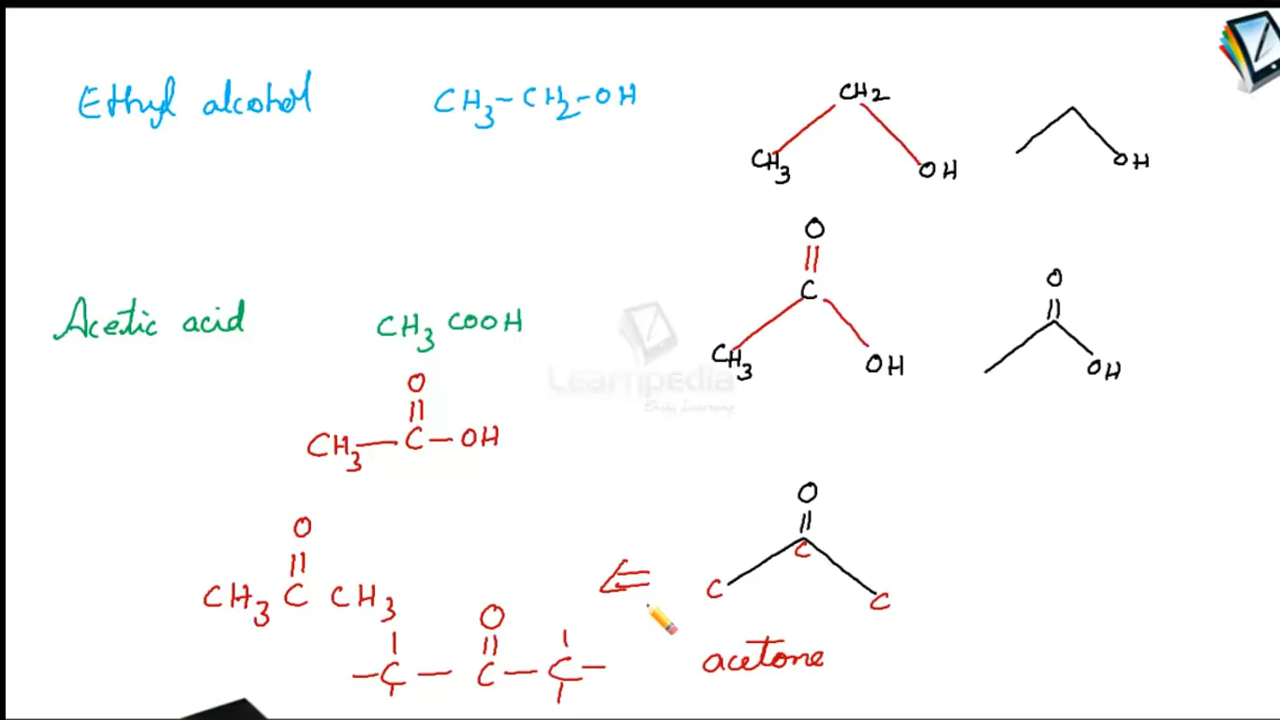 Ethyl alcohol CH3-CH2-OH
CH2
CH3 OH
OH
O
C
CH3 OH
O
OH
Acetic acid CH3COOH
O
CH3-C-OH
Learnpedia
O
CH3 C CH3
O
-C-C-C-
O
C
C C
acetone